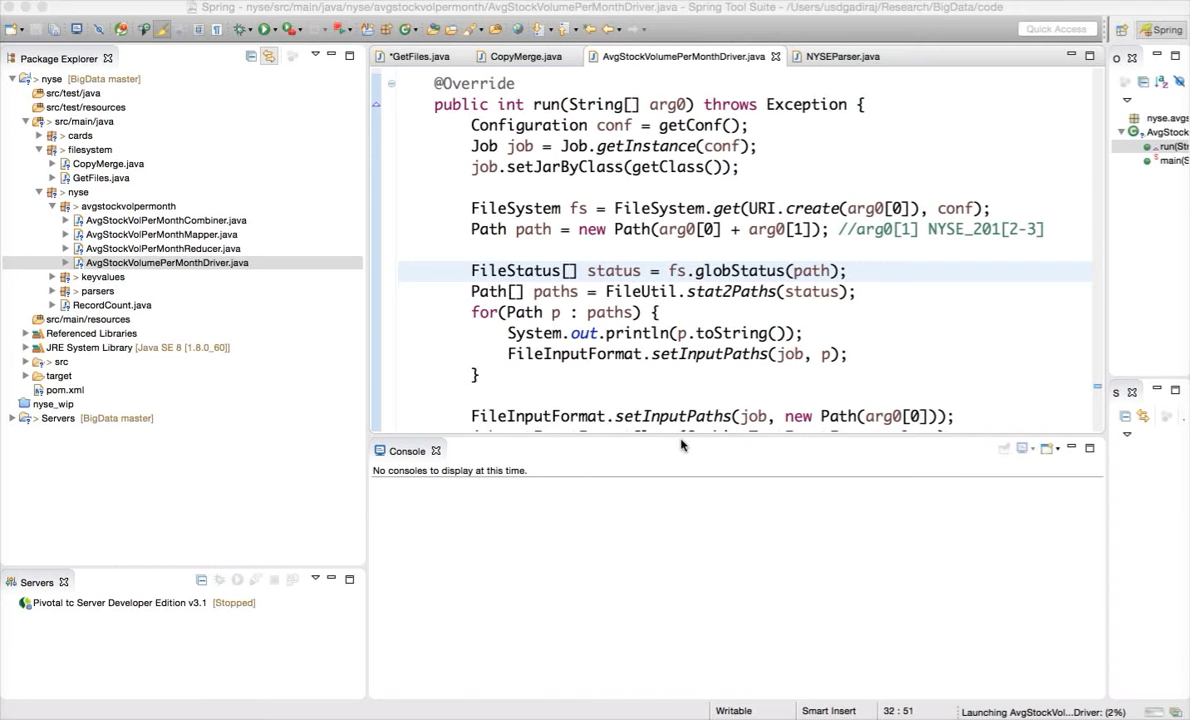 Spring - nyse/src/main/java/nyse/avgstockvolpermonth/AvgStockVolumePerMonthDriver.java - Spring Tool Suite - /Users/usdgadiraj/Research/BigData/code
Quick Access
Spring
Package Explorer
> nyse [BigData master]
src/test/java
src/test/resources
> src/main/java
> cards
> filesystem
> CopyMerge.java
> GetFiles.java
> nyse
> avgstockvolpermonth
> AvgStockVolPerMonthCombiner.java
> AvgStockVolPerMonthMapper.java
> AvgStockVolPerMonthReducer.java
> AvgStockVolumePerMonthDriver.java
> keyvalues
> parsers
> RecordCount.java
src/main/resources
Referenced Libraries
JRE System Library [Java SE 8 [1.8.0_60]]
> src
target
pom.xml
nyse_wip
> Servers [BigData master]
Servers
Pivotal tc Server Developer Edition v3.1 [Stopped]
*GetFiles.java
CopyMerge.java
AvgStockVolumePerMonthDriver.java
NYSEParser.java
@Override
public int run(String[] arg0) throws Exception {
Configuration conf = getConf();
Job job = Job.getInstance(conf);
job.setJarByClass(getClass());
FileSystem fs = FileSystem.get(URI.create(arg0[0]), conf);
Path path = new Path(arg0[0] + arg0[1]); //arg0[1] NYSE_201[2-3]
FileStatus[] status = fs.globStatus(path);
Path[] paths = FileUtil.stat2Paths(status);
for(Path p : paths) {
System.out.println(p.toString());
FileInputFormat.setInputPaths(job, p);
}
FileInputFormat.setInputPaths(job, new Path(arg0[0]));
Console
No consoles to display at this time.
O
nyse.avgs
AvgStock
run(Str
main(S
S
Writable
Smart Insert
32 : 51
Launching AvgStockVol...Driver: (2%)